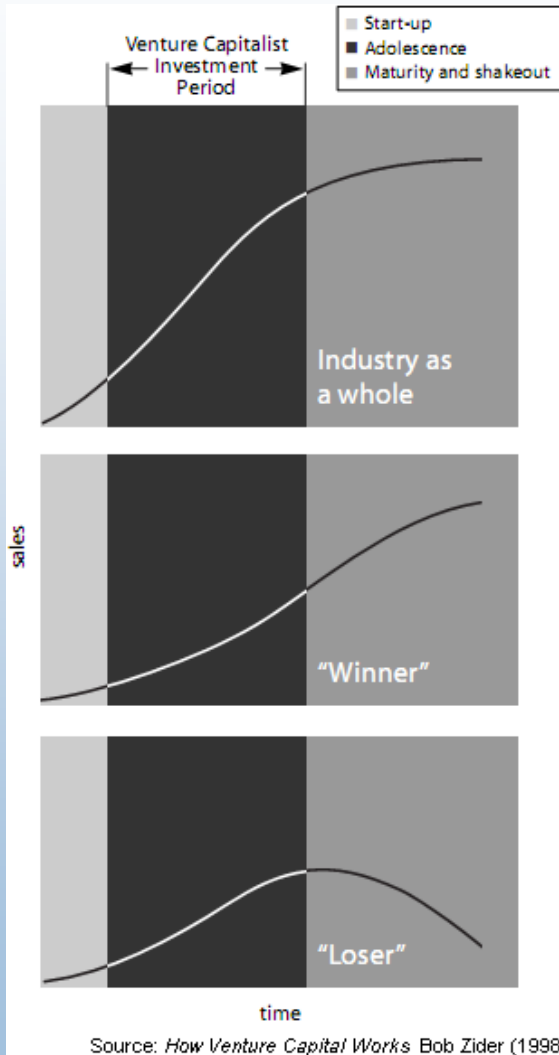 Venture Capitalist
Investment
Period
Start-up
Adolescence
Maturity and shakeout
Industry as
a whole
sales
“Winner”
“Loser”
time
Source: How Venture Capital Works Bob Zider (1998